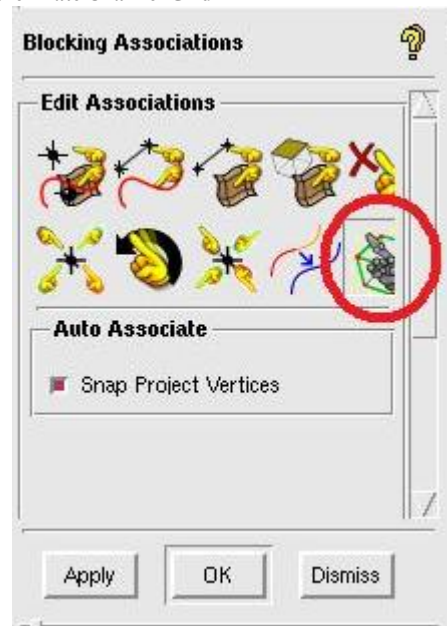 Blocking Associations
Edit Associations
Auto Associate
Snap Project Vertices
Apply OK Dismiss